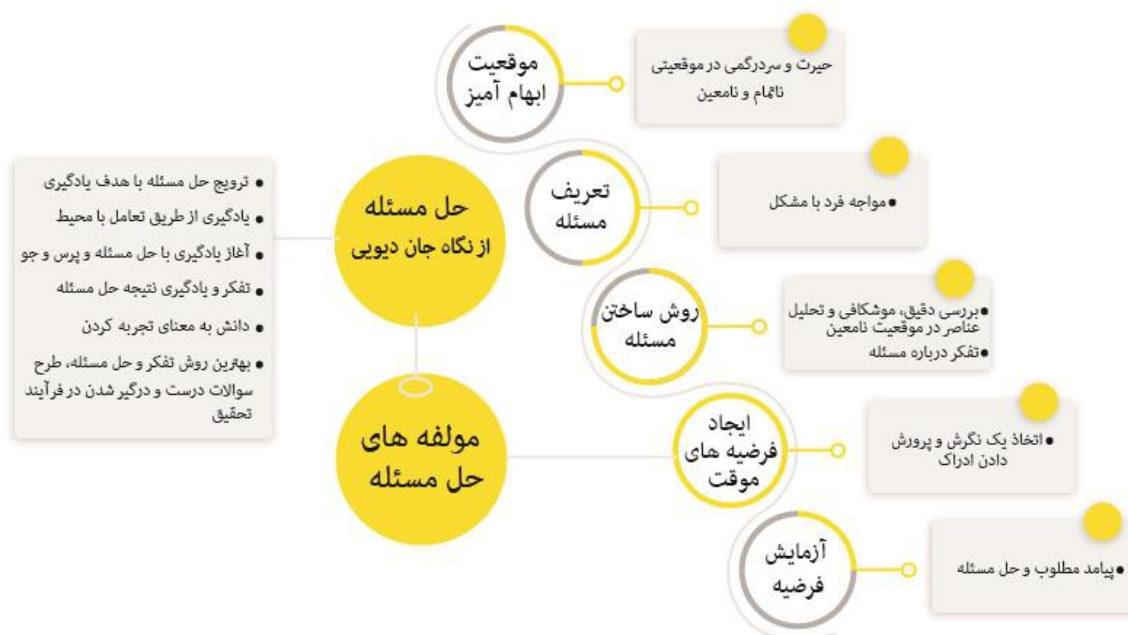 حل مسئله
از نگاه جان دیویی
ترویج حل مسئله با هدف یادگیری
یادگیری از طریق تعامل با محیط
آغاز یادگیری با حل مسئله و پرس و جو
تفکر و یادگیری نتیجه حل مسئله
دانش به معنای تجربه کردن
بهترین روش تفکر و حل مسئله، طرح
سوالات درست و درگیر شدن در فرآیند
تحقیق
مولفه های
حل مسئله
موقعیت
ابهام آمیز
حیرت و سردرگمی در موقعیتی
ناتمام و نامعین
تعریف
مسئله
مواجه فرد با مشکل
روش ساختن
مسئله
بررسی دقیق، موشکافی و تحلیل
عناصر در موقعیت نامعین
تفکر درباره مسئله
ایجاد
فرضیه های
موقت
اتخاذ یک نگرش و پرورش
دادن ادراک
آزمایش
فرضیه
پیامد مطلوب و حل مسئله